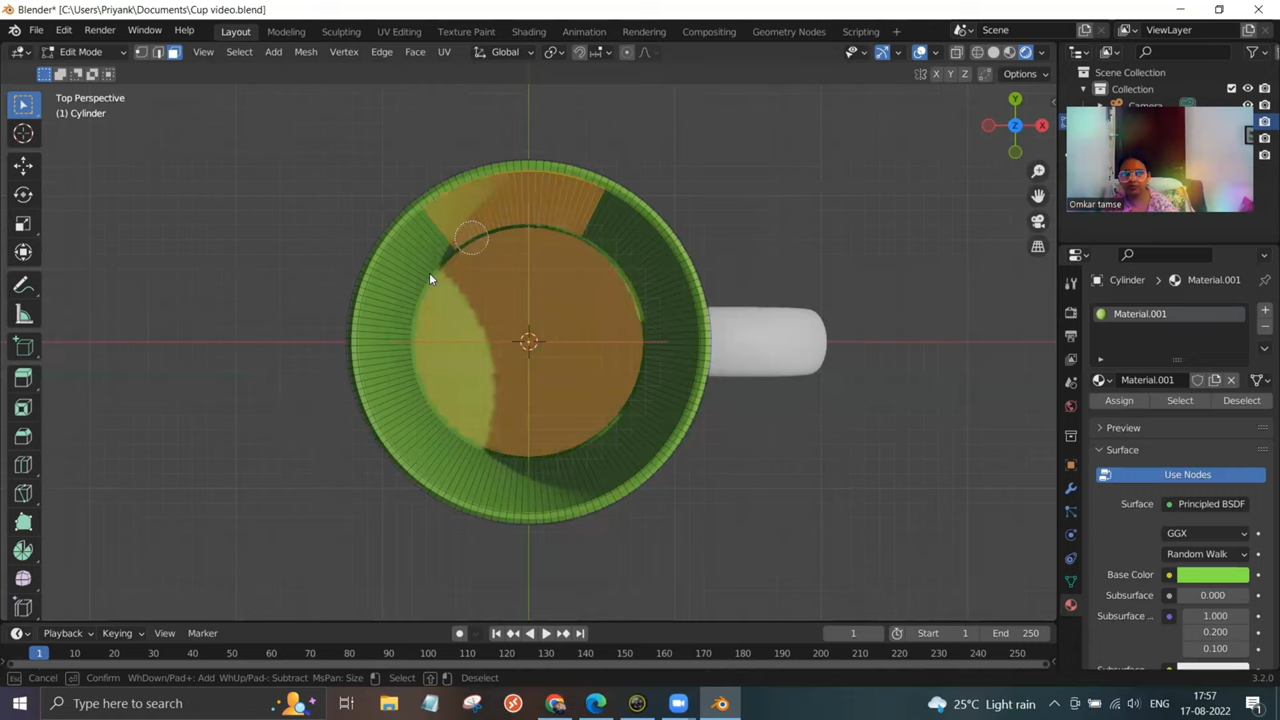 Blender* [C:\Users\Priyank\Documents\Cup video.blend]
File Edit Render Window Help Layout Modeling Sculpting UV Editing Texture Paint Shading Animation Rendering Compositing Geometry Nodes Scripting + Scene ViewLayer
Edit Mode View Select Add Mesh Vertex Edge Face UV Global
X Y Z Options
Scene Collection
Collection
Camera
Top Perspective
(1) Cylinder
Y
Z X
Omkar tamse
Cylinder > Material.001
Material.001
Material.001
Assign Select Deselect
Preview
Surface
Use Nodes
Surface Principled BSDF
GGX
Random Walk
Base Color
Subsurface 0.000
Subsurface ... 1.000
0.200
0.100
Playback Keying View Marker 1 Start 1 End 250
1 10 20 30 40 50 60 70 80 90 100 110 120 130 140 150 160 170 180 190 200 210 220 230 240 250
Esc Cancel Confirm WhDown/Pad+: Add WhUp/Pad-: Subtract MsPan: Size Select Deselect 3.2.0
Type here to search 25°C Light rain ENG 17:57
17-08-2022